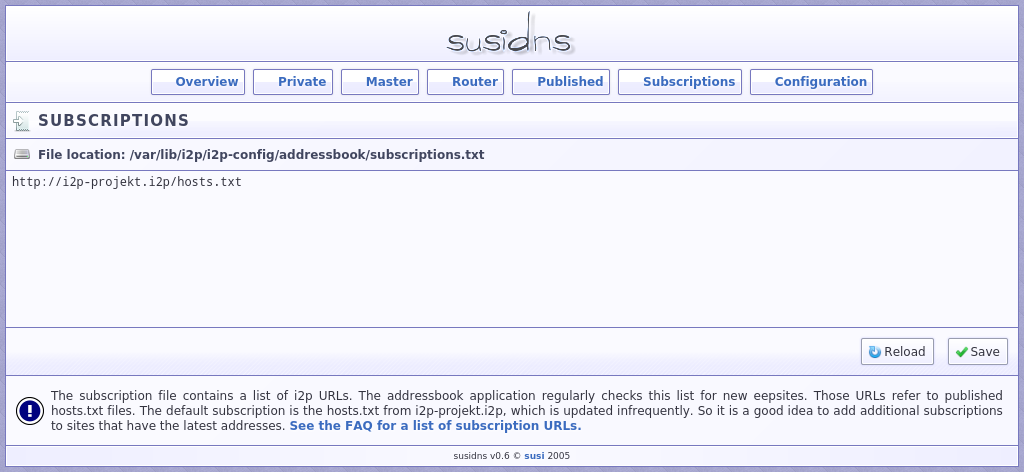 susidns
Overview Private Master Router Published Subscriptions Configuration
SUBSCRIPTIONS
File location: /var/lib/i2p/i2p-config/addressbook/subscriptions.txt
http://i2p-projekt.i2p/hosts.txt
Reload Save
The subscription file contains a list of i2p URLs. The addressbook application regularly checks this list for new eepsites. Those URLs refer to published
hosts.txt files. The default subscription is the hosts.txt from i2p-projekt.i2p, which is updated infrequently. So it is a good idea to add additional subscriptions
to sites that have the latest addresses. See the FAQ for a list of subscription URLs.
susidns v0.6 © susi 2005